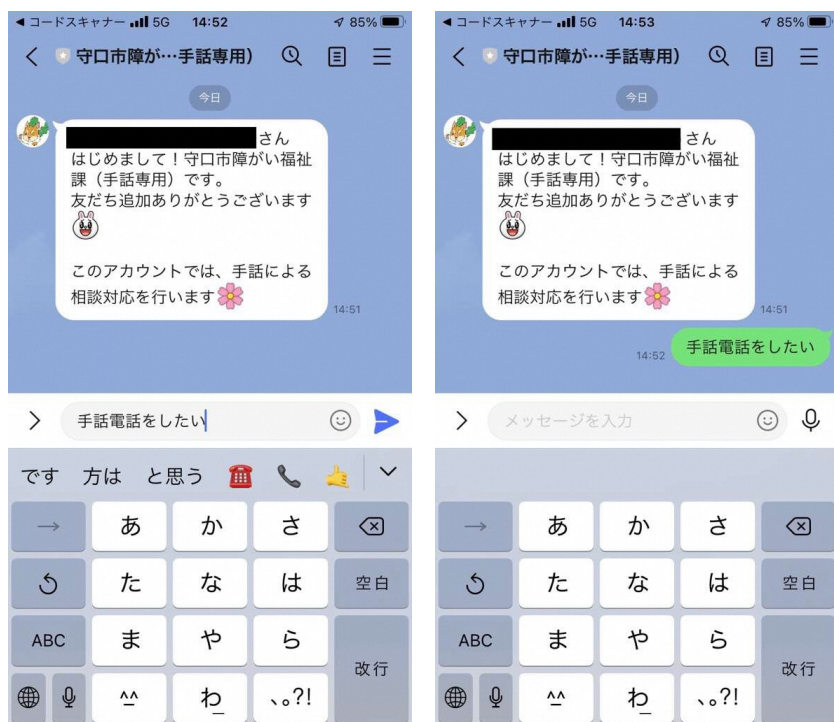 ◀コードスキャナー 5G 14:52 85%
守口市障が…手話専用)
今日
さん
はじめまして！守口市障がい福祉
課（手話専用）です。
友だち追加ありがとうございます
このアカウントでは、手話による
相談対応を行います
14:51
手話電話をしたい
です 方は と思う
→ あ か さ
た な は 空白
ABC ま や ら
改行
^^ わ 、。?!
◀コードスキャナー 5G 14:53 85%
守口市障が…手話専用)
今日
さん
はじめまして！守口市障がい福祉
課（手話専用）です。
友だち追加ありがとうございます
このアカウントでは、手話による
相談対応を行います
14:51
14:52 手話電話をしたい
メッセージを入力
→ あ か さ
た な は 空白
ABC ま や ら
改行
^^ わ 、。?!